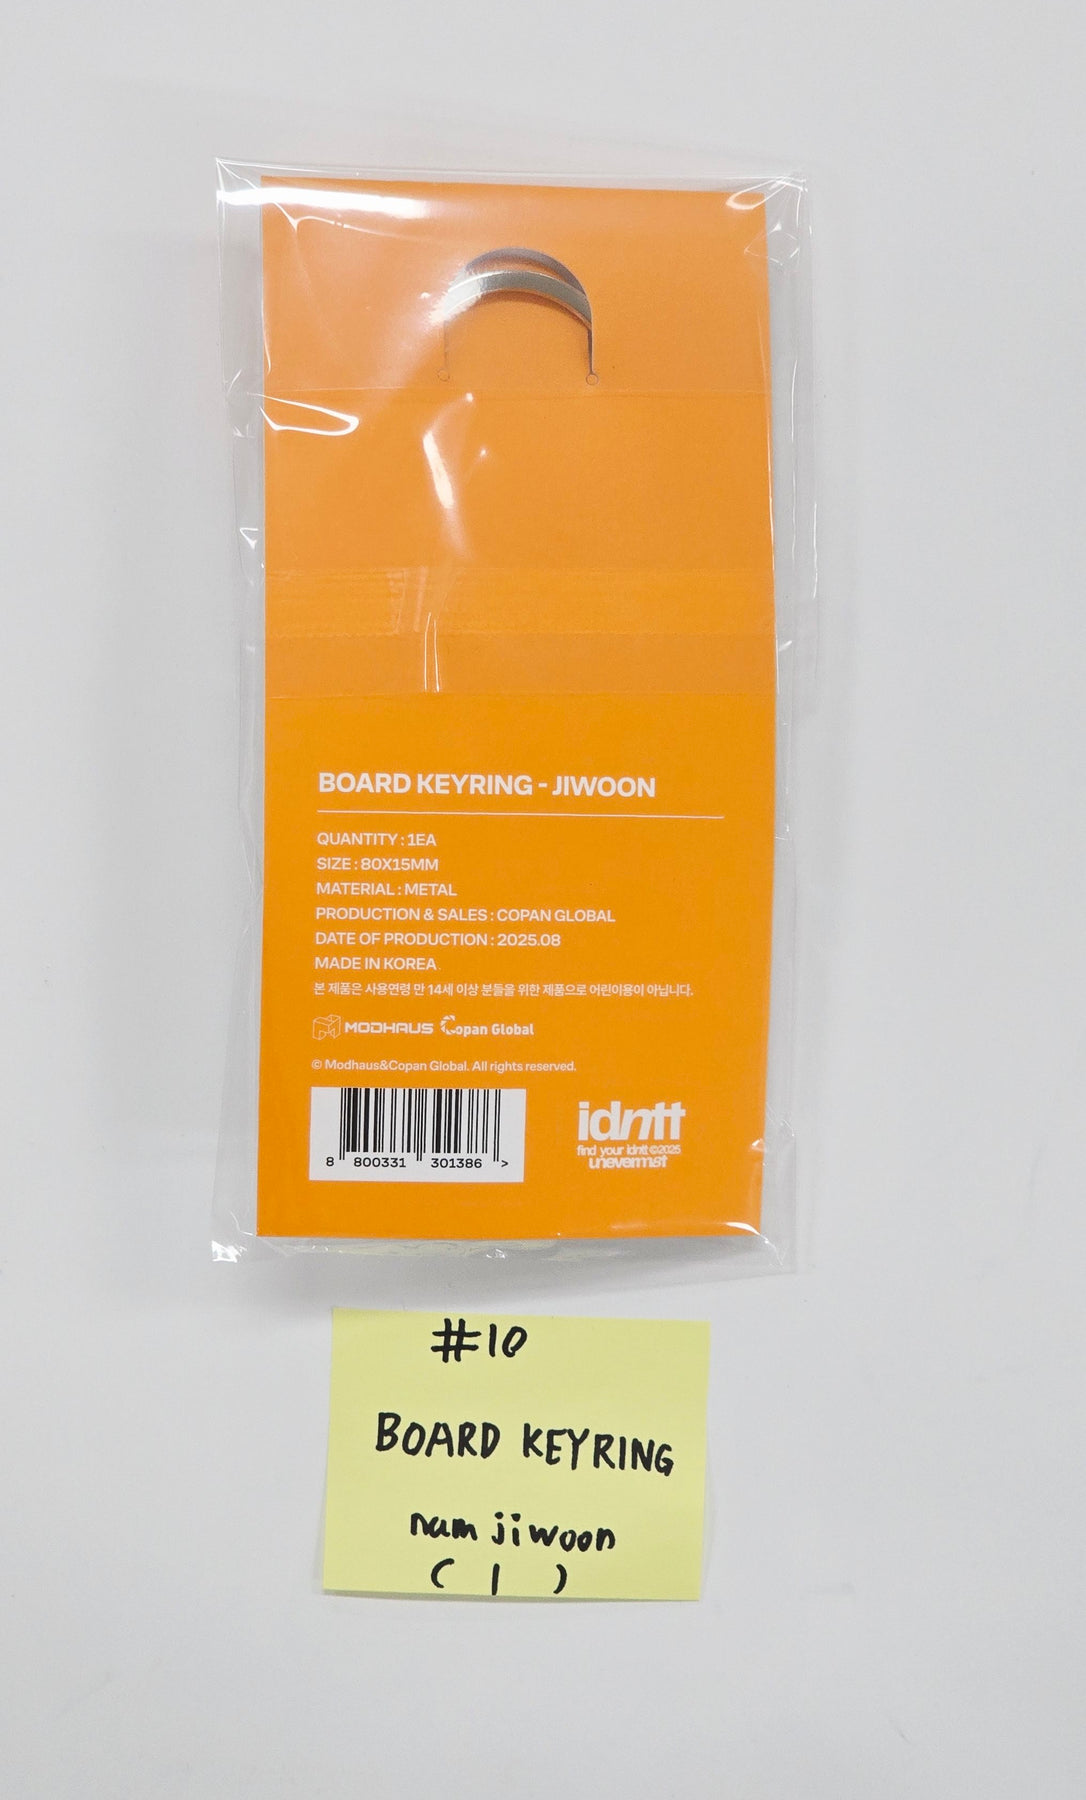 BOARD KEYRING - JIWOON
QUANTITY : 1EA
SIZE : 80X15MM
MATERIAL : METAL
PRODUCTION & SALES : COPAN GLOBAL
DATE OF PRODUCTION : 2025.08
MADE IN KOREA
본 제품은 사용연령 만 14세 이상 분들을 위한 제품으로 어린이용이 아닙니다.
MODHAUS Copan Global
© Modhaus&Copan Global. All rights reserved.
8 800331 301386 >
idntt
find your idntt ©2025
unevermet
#10
BOARD KEYRING
nam jiwoon
( 1 )